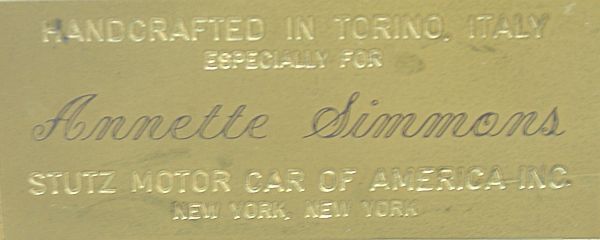 HANDCRAFTED IN TORINO, ITALY
ESPECIALLY FOR
Annette Simmons
STUTZ MOTOR CAR OF AMERICA INC.
NEW YORK, NEW YORK